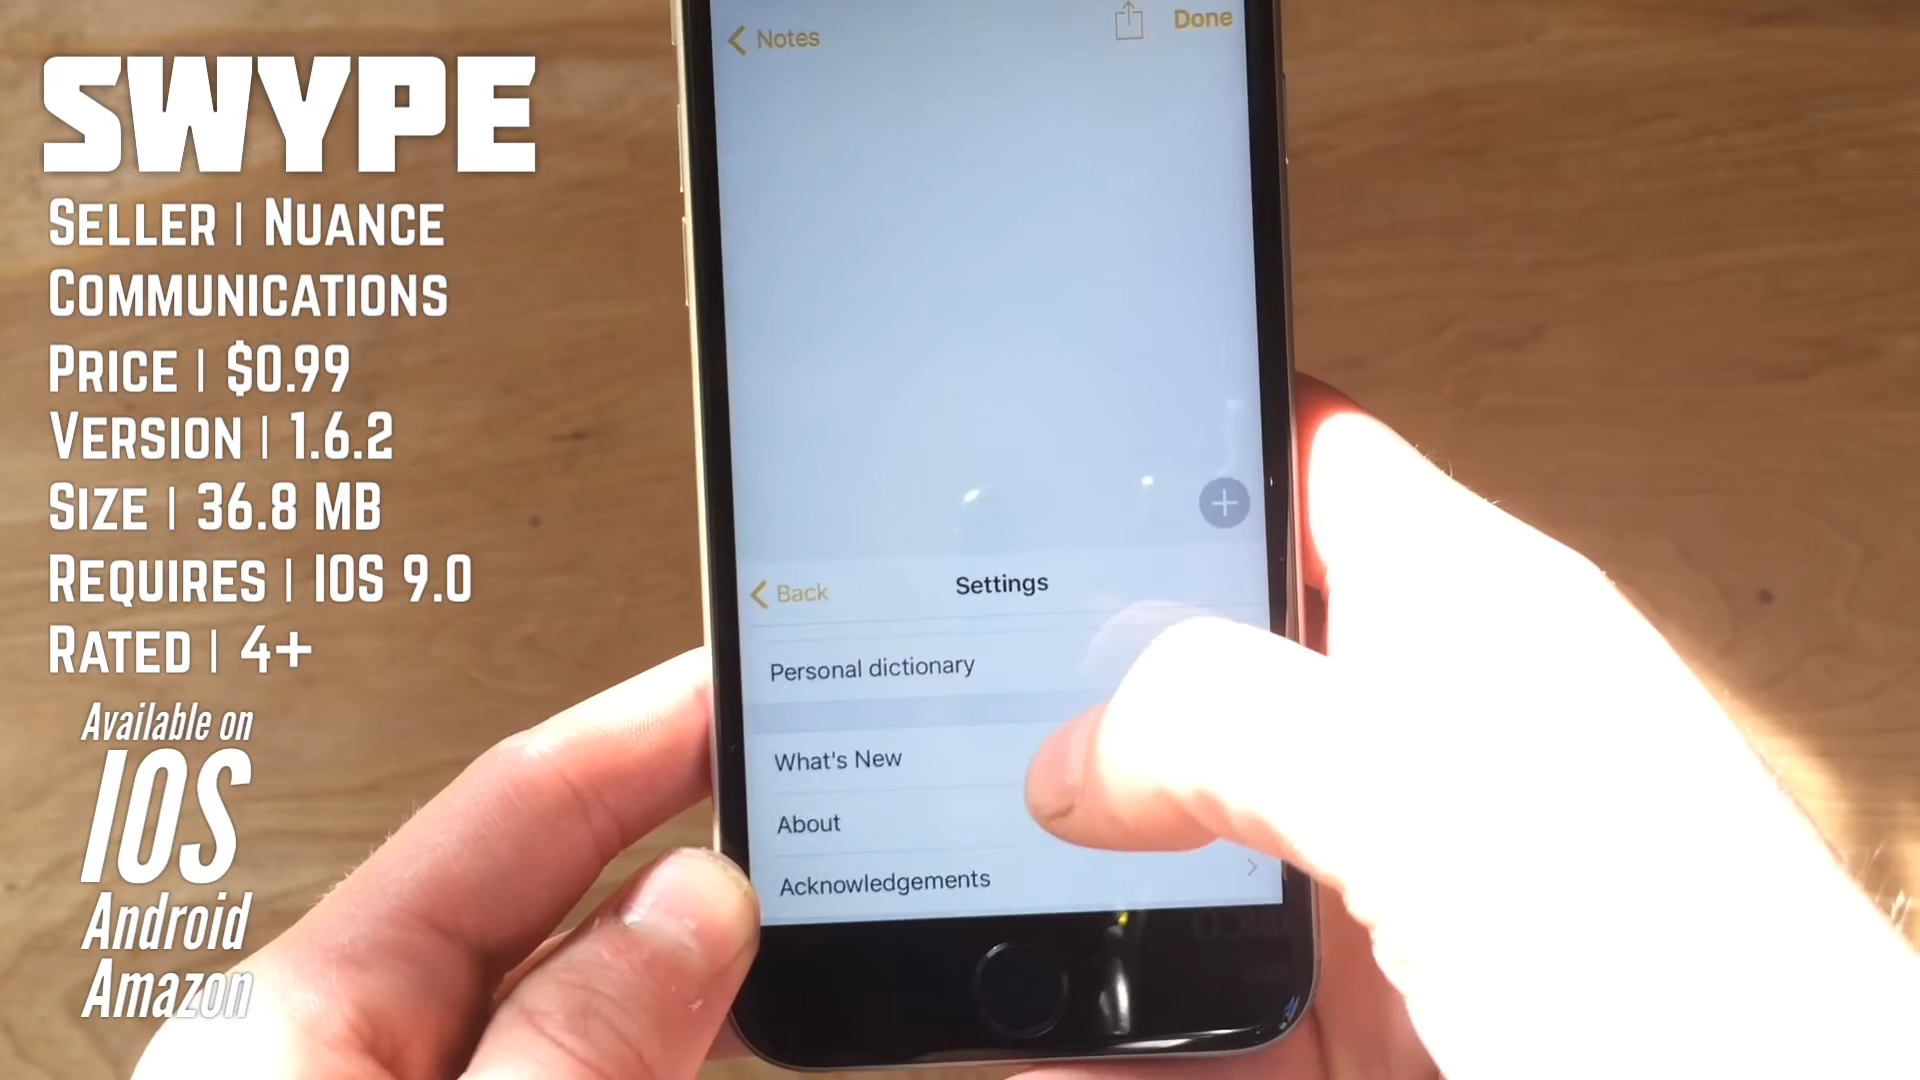 SWYPE
SELLER | NUANCE
COMMUNICATIONS
PRICE | $0.99
VERSION | 1.6.2
SIZE | 36.8 MB
REQUIRES | IOS 9.0
RATED | 4+
Available on
IOS
Android
Amazon
Notes
Done
Back
Settings
Personal dictionary
What's New
About
Acknowledgements